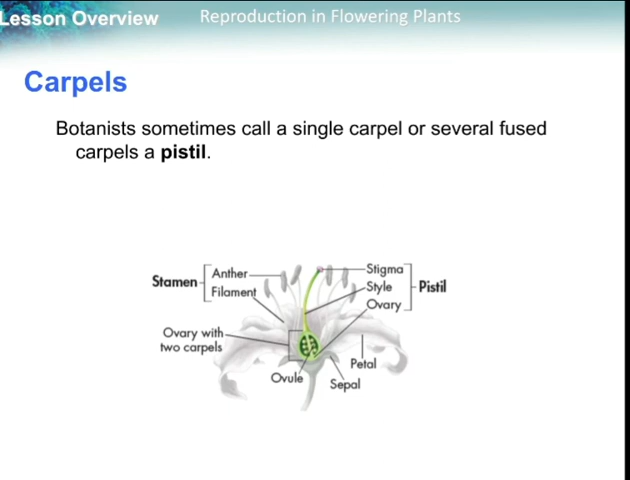 Lesson Overview
Reproduction in Flowering Plants
Carpels
Botanists sometimes call a single carpel or several fused
carpels a pistil.
Stamen
Anther
Filament
Stigma
Style
Ovary
Pistil
Ovary with
two carpels
Ovule
Petal
Sepal